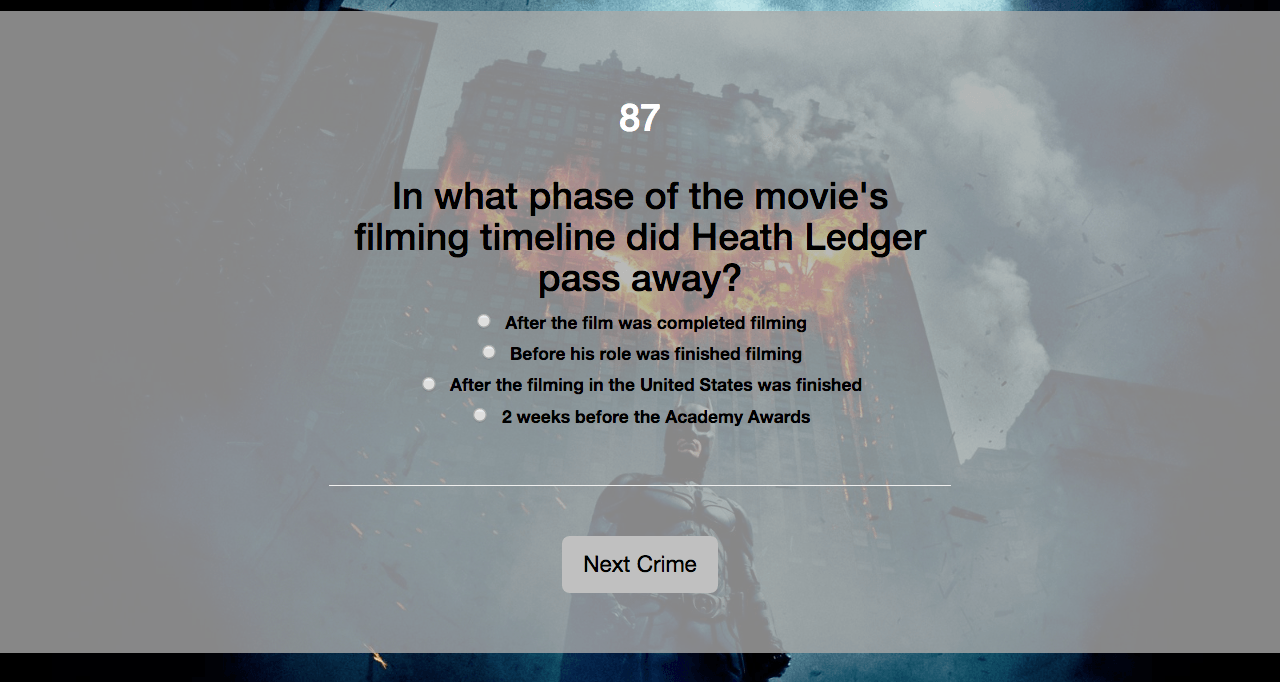 87
In what phase of the movie's
filming timeline did Heath Ledger
pass away?
After the film was completed filming
Before his role was finished filming
After the filming in the United States was finished
2 weeks before the Academy Awards
Next Crime